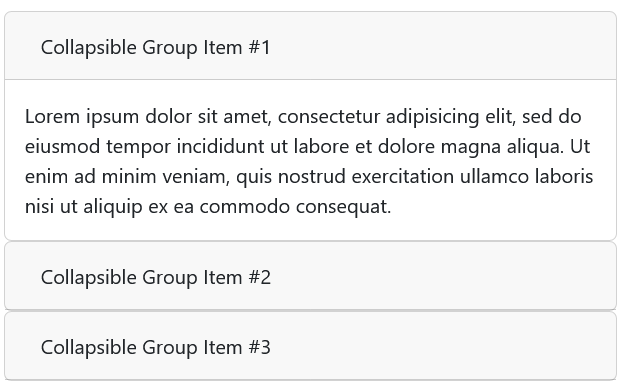 Collapsible Group Item #1
Lorem ipsum dolor sit amet, consectetur adipisicing elit, sed do
eiusmod tempor incididunt ut labore et dolore magna aliqua. Ut
enim ad minim veniam, quis nostrud exercitation ullamco laboris
nisi ut aliquip ex ea commodo consequat.
Collapsible Group Item #2
Collapsible Group Item #3